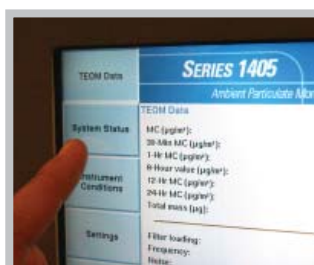 TEOM Data
SERIES 1405
Ambient Particulate Mon
TEOM Data
System Status
MC (µg/m³):
30-Min MC (µg/m³):
1-Hr MC (µg/m³):
8-Hour value (µg/m³):
12-Hr MC (µg/m³):
24-Hr MC (µg/m³):
Total mass (µg):
Instrument
Conditions
Settings
Filter loading:
Frequency:
Noise: